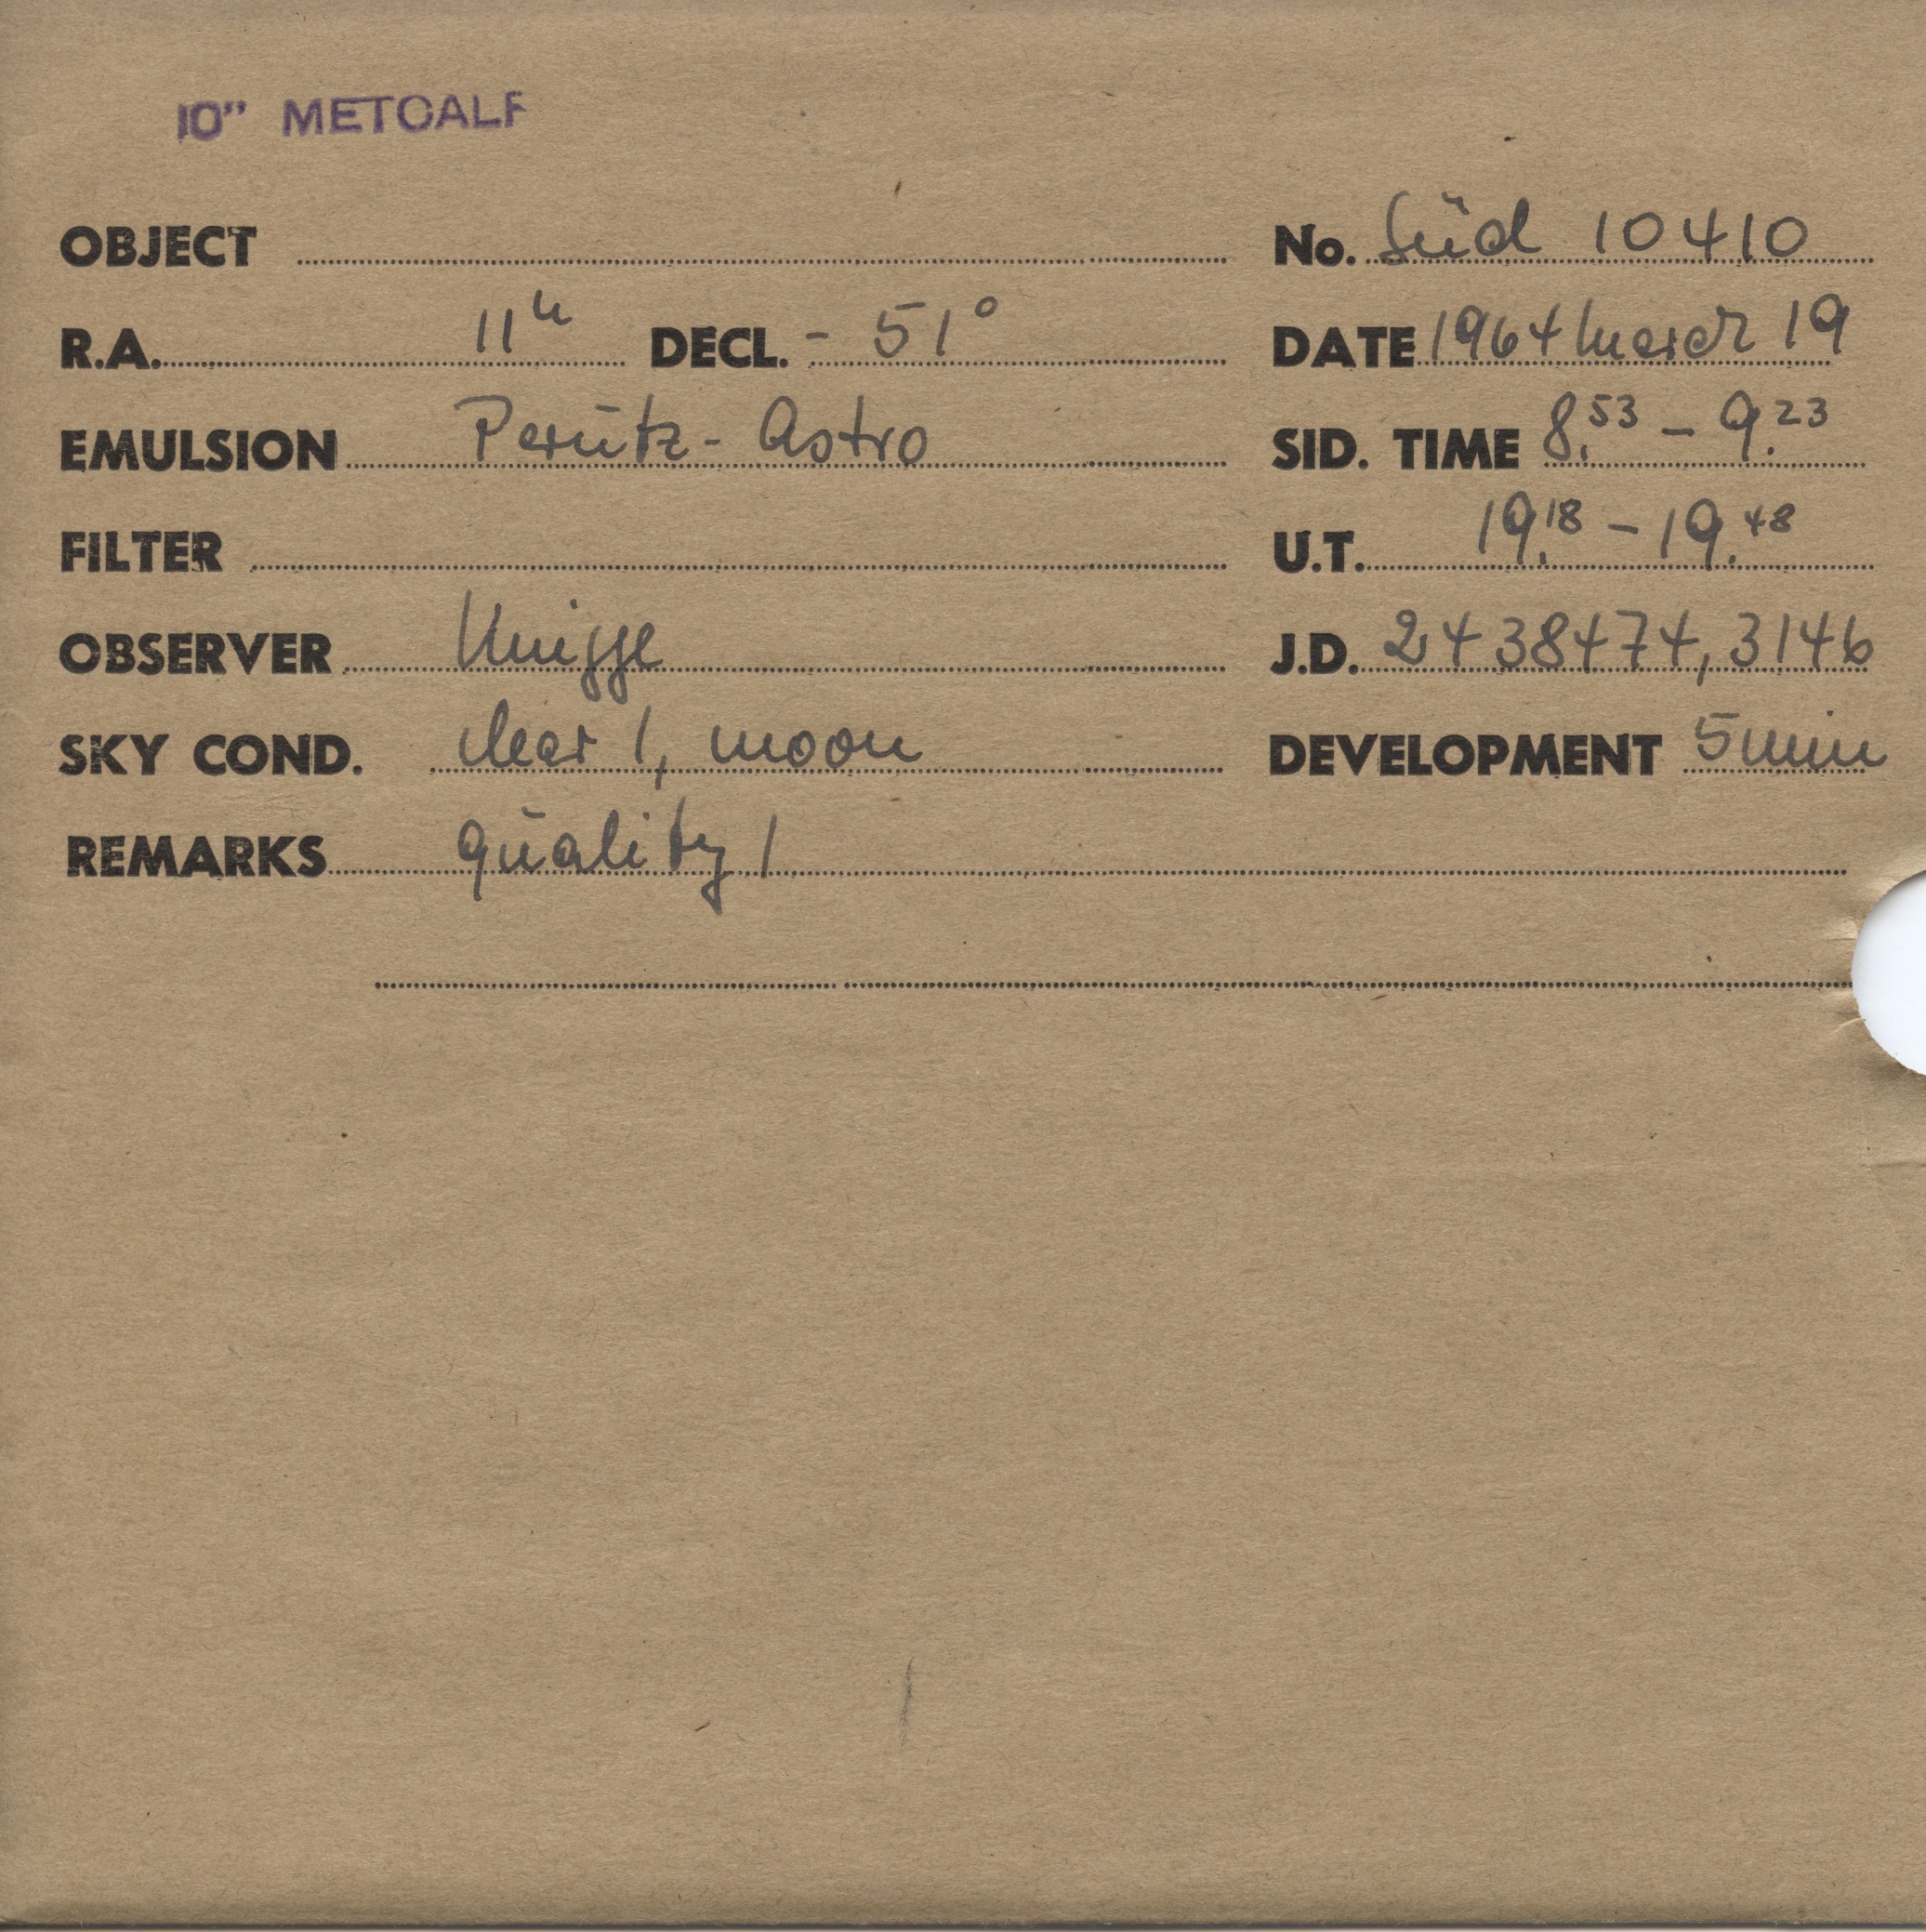 10" METCALF
OBJECT No. Süd 10410
R.A. 11h DECL. - 51° DATE 1964 March 19
EMULSION Perutz- Astro SID. TIME 8.53 – 9.23
FILTER U.T. 19.18 – 19.48
OBSERVER Knigge J.D. 2438474,3146
SKY COND. clear 1, moon DEVELOPMENT 5 min
REMARKS quality 1